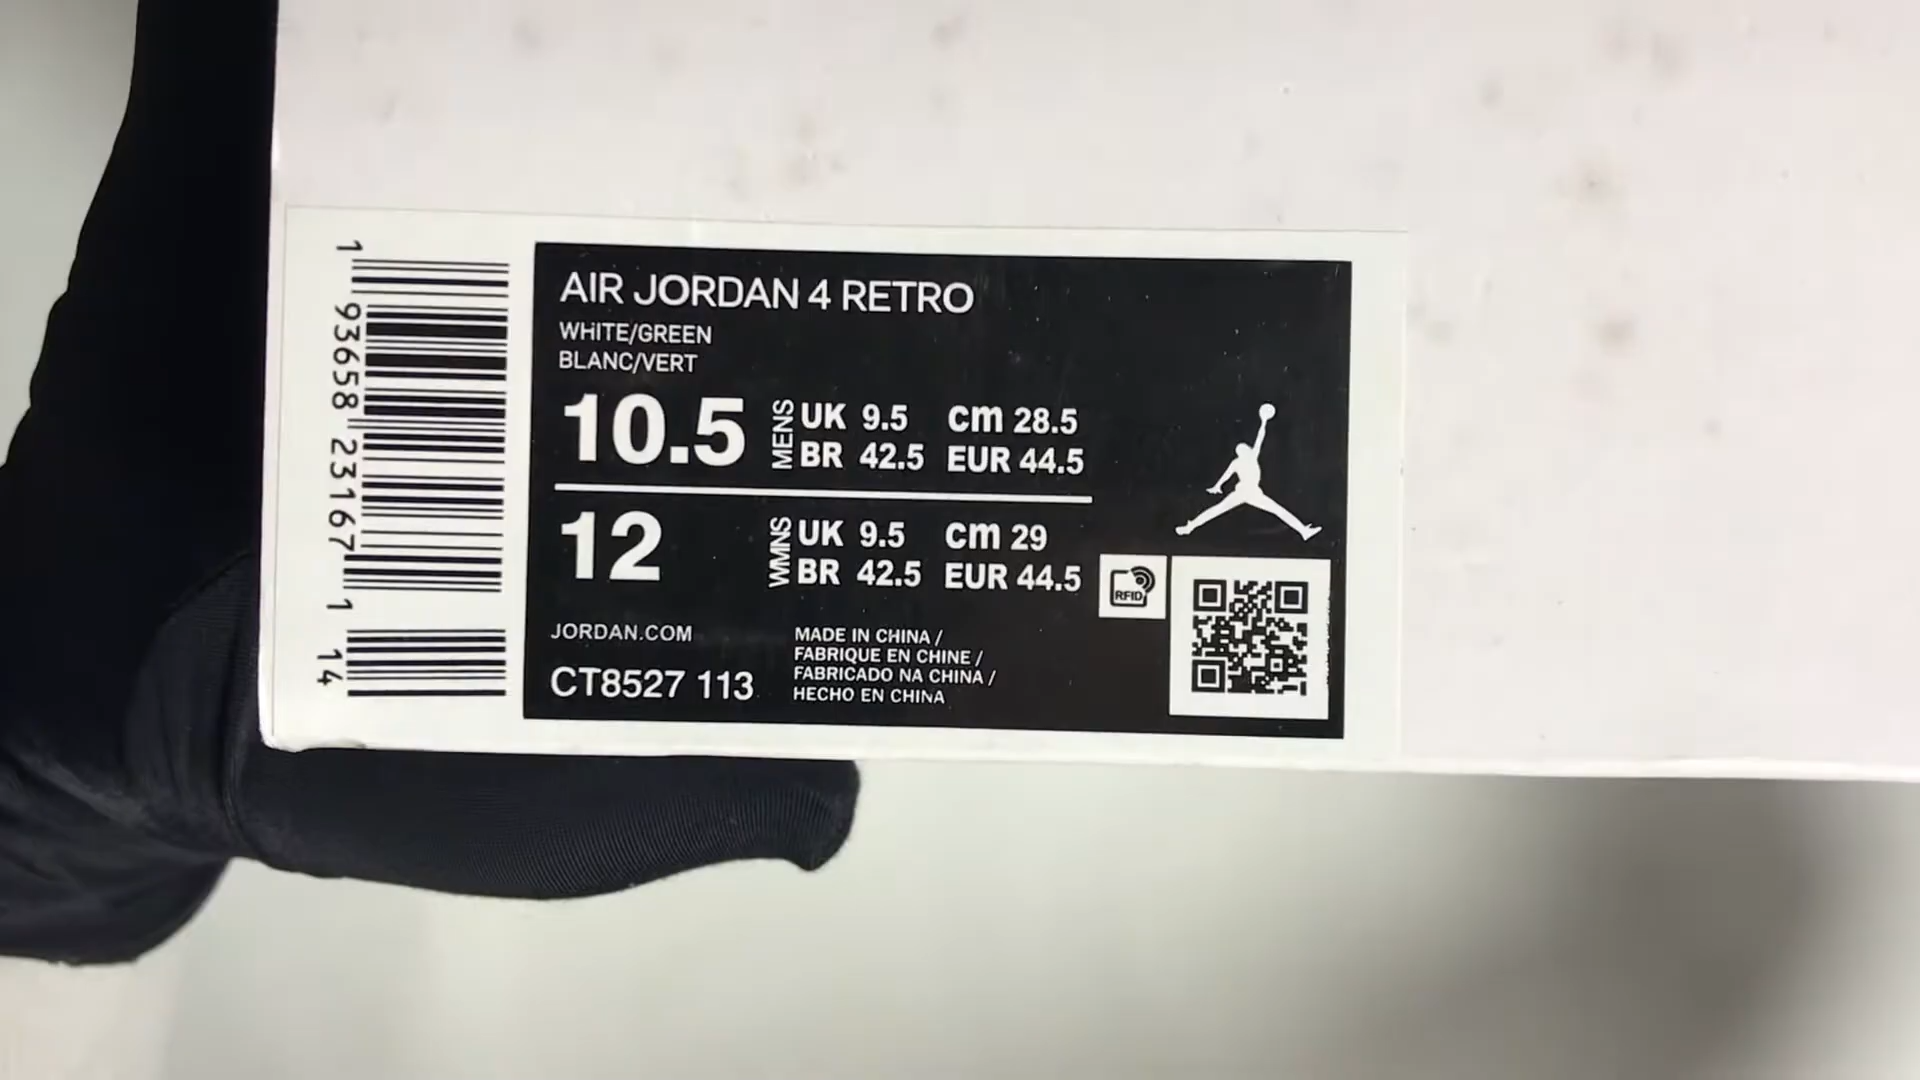 1 93658 23167 1 14
AIR JORDAN 4 RETRO
WHITE/GREEN
BLANC/VERT
10.5 MENS UK 9.5 cm 28.5
BR 42.5 EUR 44.5
12 WMNS UK 9.5 cm 29
BR 42.5 EUR 44.5
RFID
JORDAN.COM
CT8527 113
MADE IN CHINA /
FABRIQUE EN CHINE /
FABRICADO NA CHINA /
HECHO EN CHINA